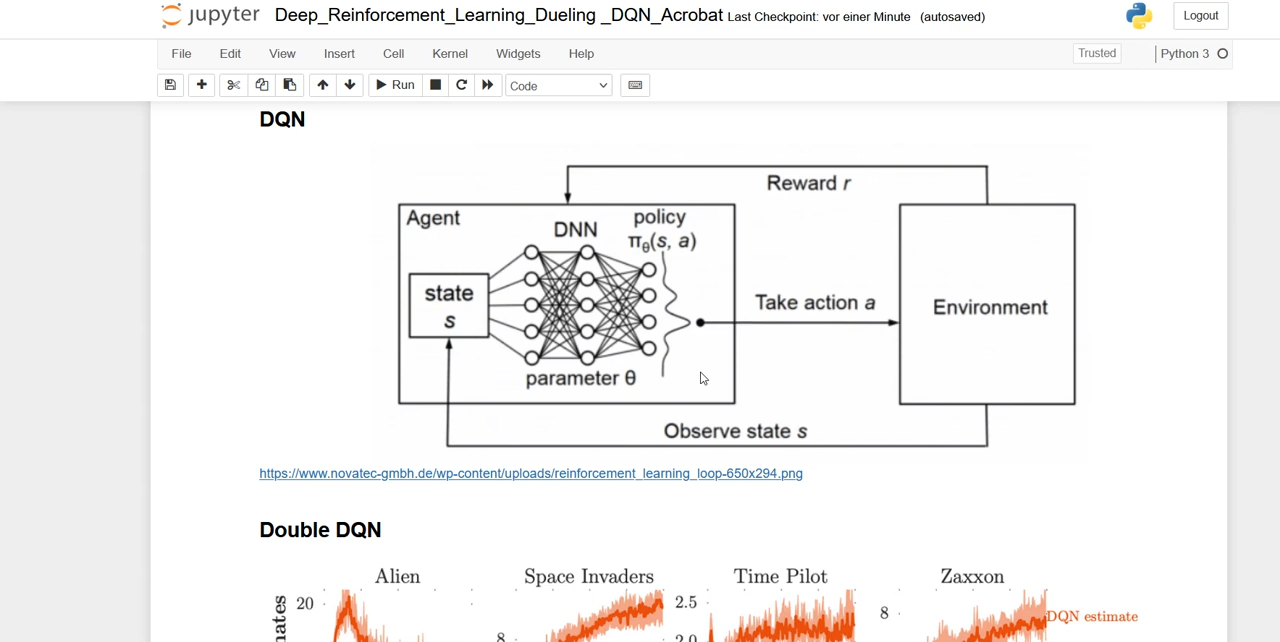 jupyter Deep_Reinforcement_Learning_Dueling _DQN_Acrobat Last Checkpoint: vor einer Minute (autosaved) Logout
File Edit View Insert Cell Kernel Widgets Help Trusted Python 3
Run Code
DQN
Reward r
Agent
DNN
policy
πθ(s, a)
state
s
Take action a
Environment
parameter θ
Observe state s
https://www.novatec-gmbh.de/wp-content/uploads/reinforcement_learning_loop-650x294.png
Double DQN
Alien Space Invaders Time Pilot Zaxxon
20 2.5 8 DQN estimate
8 2.0